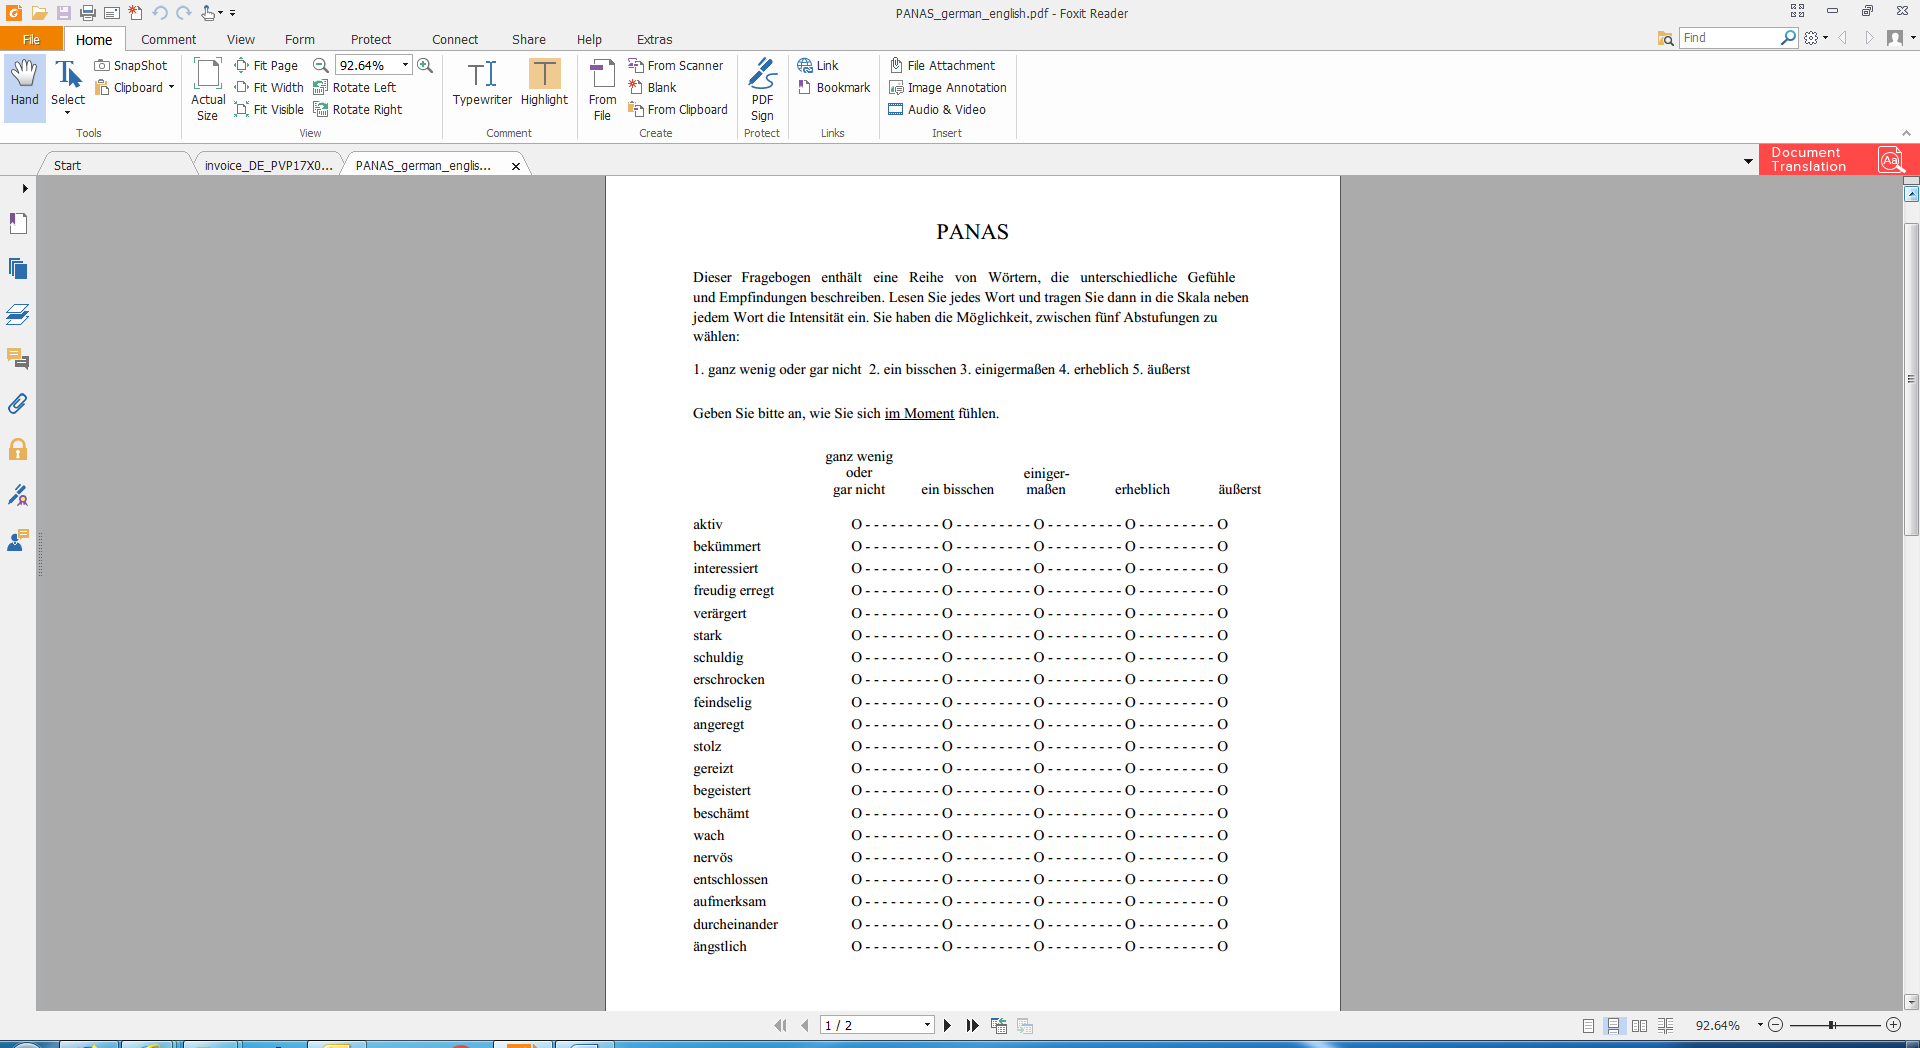 PANAS_german_english.pdf - Foxit Reader
File Home Comment View Form Protect Connect Share Help Extras Find
Hand
Select
SnapShot
Clipboard
Tools
Actual
Size
Fit Page
Fit Width
Fit Visible
92.64%
Rotate Left
Rotate Right
View
Typewriter
Highlight
Comment
From
File
From Scanner
Blank
From Clipboard
Create
PDF
Sign
Protect
Link
Bookmark
Links
File Attachment
Image Annotation
Audio & Video
Insert
Start
invoice_DE_PVP17X0...
PANAS_german_englis...
Document
Translation
Aa
PANAS
Dieser Fragebogen enthält eine Reihe von Wörtern, die unterschiedliche Gefühle
und Empfindungen beschreiben. Lesen Sie jedes Wort und tragen Sie dann in die Skala neben
jedem Wort die Intensität ein. Sie haben die Möglichkeit, zwischen fünf Abstufungen zu
wählen:
1. ganz wenig oder gar nicht 2. ein bisschen 3. einigermaßen 4. erheblich 5. äußerst
Geben Sie bitte an, wie Sie sich im Moment fühlen.
ganz wenig
oder einiger-
gar nicht ein bisschen maßen erheblich äußerst
aktiv O - - - - - - - - - O - - - - - - - - - O - - - - - - - - - O - - - - - - - - - O
bekümmert O - - - - - - - - - O - - - - - - - - - O - - - - - - - - - O - - - - - - - - - O
interessiert O - - - - - - - - - O - - - - - - - - - O - - - - - - - - - O - - - - - - - - - O
freudig erregt O - - - - - - - - - O - - - - - - - - - O - - - - - - - - - O - - - - - - - - - O
verärgert O - - - - - - - - - O - - - - - - - - - O - - - - - - - - - O - - - - - - - - - O
stark O - - - - - - - - - O - - - - - - - - - O - - - - - - - - - O - - - - - - - - - O
schuldig O - - - - - - - - - O - - - - - - - - - O - - - - - - - - - O - - - - - - - - - O
erschrocken O - - - - - - - - - O - - - - - - - - - O - - - - - - - - - O - - - - - - - - - O
feindselig O - - - - - - - - - O - - - - - - - - - O - - - - - - - - - O - - - - - - - - - O
angeregt O - - - - - - - - - O - - - - - - - - - O - - - - - - - - - O - - - - - - - - - O
stolz O - - - - - - - - - O - - - - - - - - - O - - - - - - - - - O - - - - - - - - - O
gereizt O - - - - - - - - - O - - - - - - - - - O - - - - - - - - - O - - - - - - - - - O
begeistert O - - - - - - - - - O - - - - - - - - - O - - - - - - - - - O - - - - - - - - - O
beschämt O - - - - - - - - - O - - - - - - - - - O - - - - - - - - - O - - - - - - - - - O
wach O - - - - - - - - - O - - - - - - - - - O - - - - - - - - - O - - - - - - - - - O
nervös O - - - - - - - - - O - - - - - - - - - O - - - - - - - - - O - - - - - - - - - O
entschlossen O - - - - - - - - - O - - - - - - - - - O - - - - - - - - - O - - - - - - - - - O
aufmerksam O - - - - - - - - - O - - - - - - - - - O - - - - - - - - - O - - - - - - - - - O
durcheinander O - - - - - - - - - O - - - - - - - - - O - - - - - - - - - O - - - - - - - - - O
ängstlich O - - - - - - - - - O - - - - - - - - - O - - - - - - - - - O - - - - - - - - - O
1 / 2
92.64%